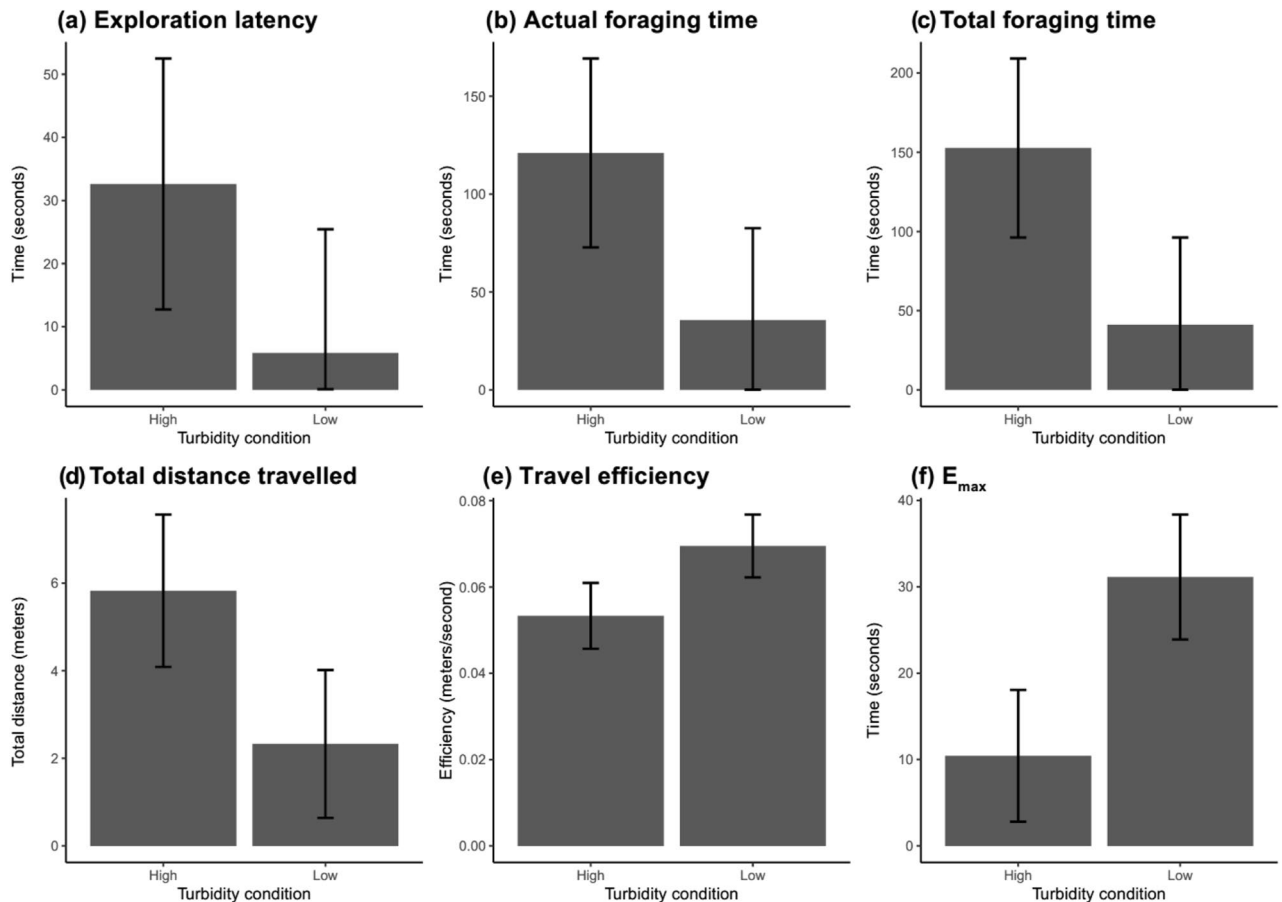 (a) Exploration latency
Time (seconds)
50
40
30
20
10
0
High Low
Turbidity condition
(b) Actual foraging time
Time (seconds)
150
100
50
0
High Low
Turbidity condition
(c) Total foraging time
Time (seconds)
200
150
100
50
0
High Low
Turbidity condition
(d) Total distance travelled
Total distance (meters)
6
4
2
0
High Low
Turbidity condition
(e) Travel efficiency
Efficiency (meters/second)
0.08
0.06
0.04
0.02
0.00
High Low
Turbidity condition
(f) Emax
Time (seconds)
40
30
20
10
0
High Low
Turbidity condition